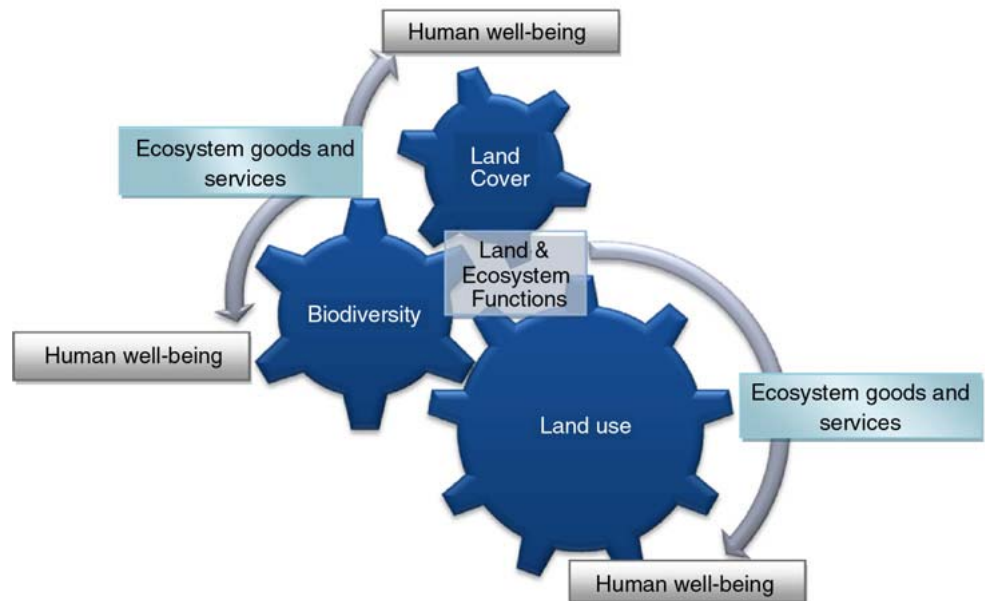 Human well-being
Ecosystem goods and
services
Land
Cover
Land &
Ecosystem
Functions
Biodiversity
Human well-being
Ecosystem goods and
services
Land use
Human well-being